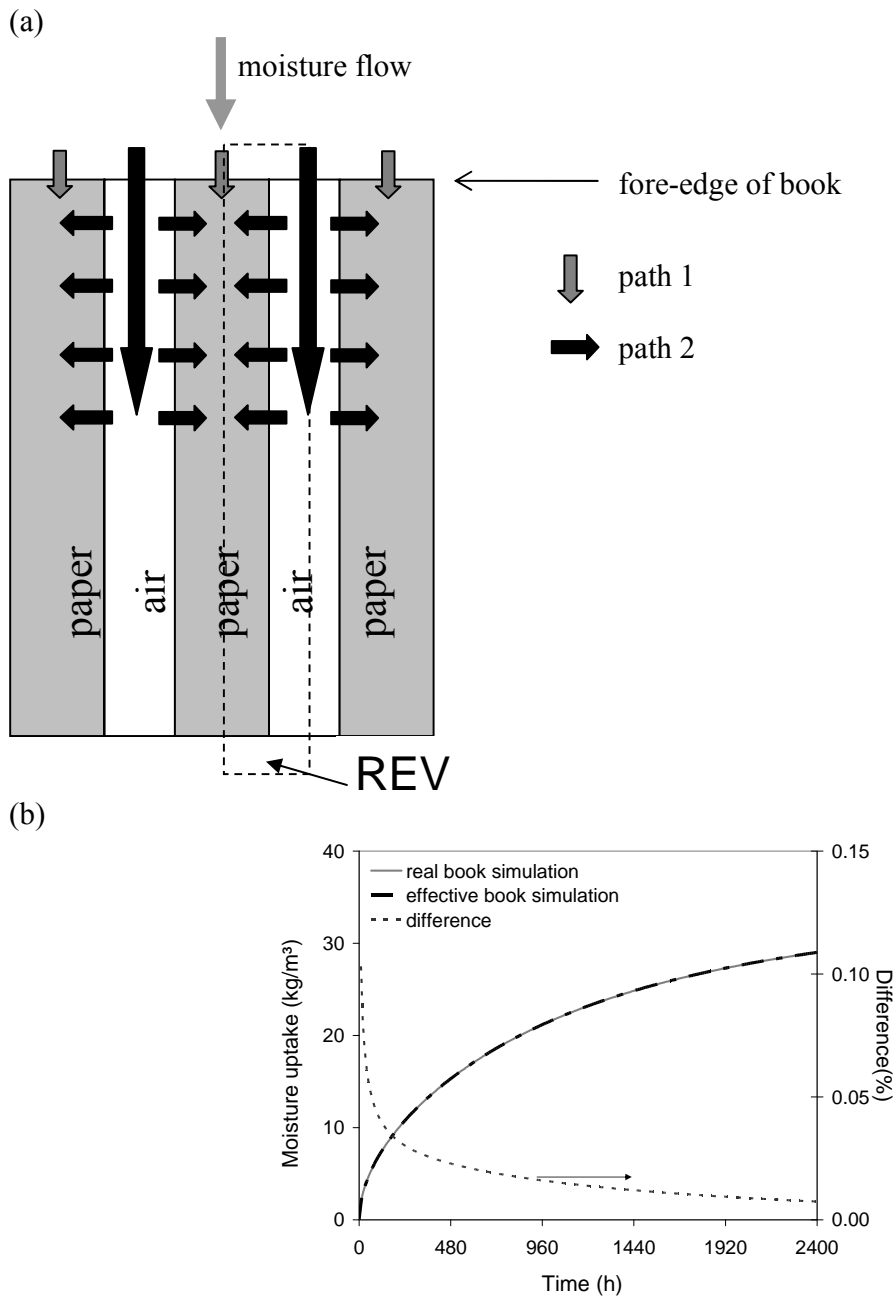 (a)
moisture flow
fore-edge of book
path 1
path 2
paper
air
paper
air
paper
REV
(b)
40
30
20
10
0
Moisture uptake (kg/m³)
real book simulation
effective book simulation
difference
0.15
0.10
0.05
0.00
Difference(%)
0
480
960
1440
1920
2400
Time (h)